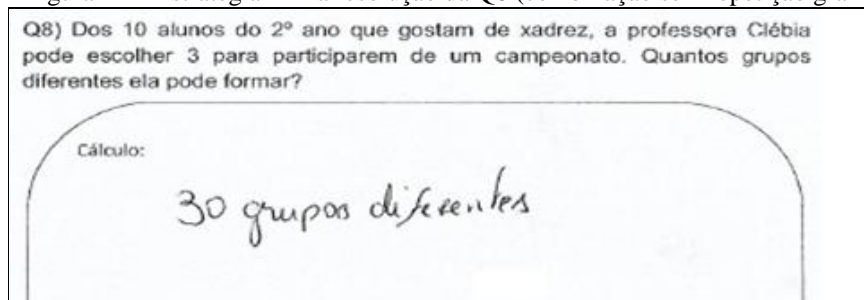 Q8) Dos 10 alunos do 2º ano que gostam de xadrez, a professora Clébia
pode escolher 3 para participarem de um campeonato. Quantos grupos
diferentes ela pode formar?
Cálculo:
30 grupos diferentes